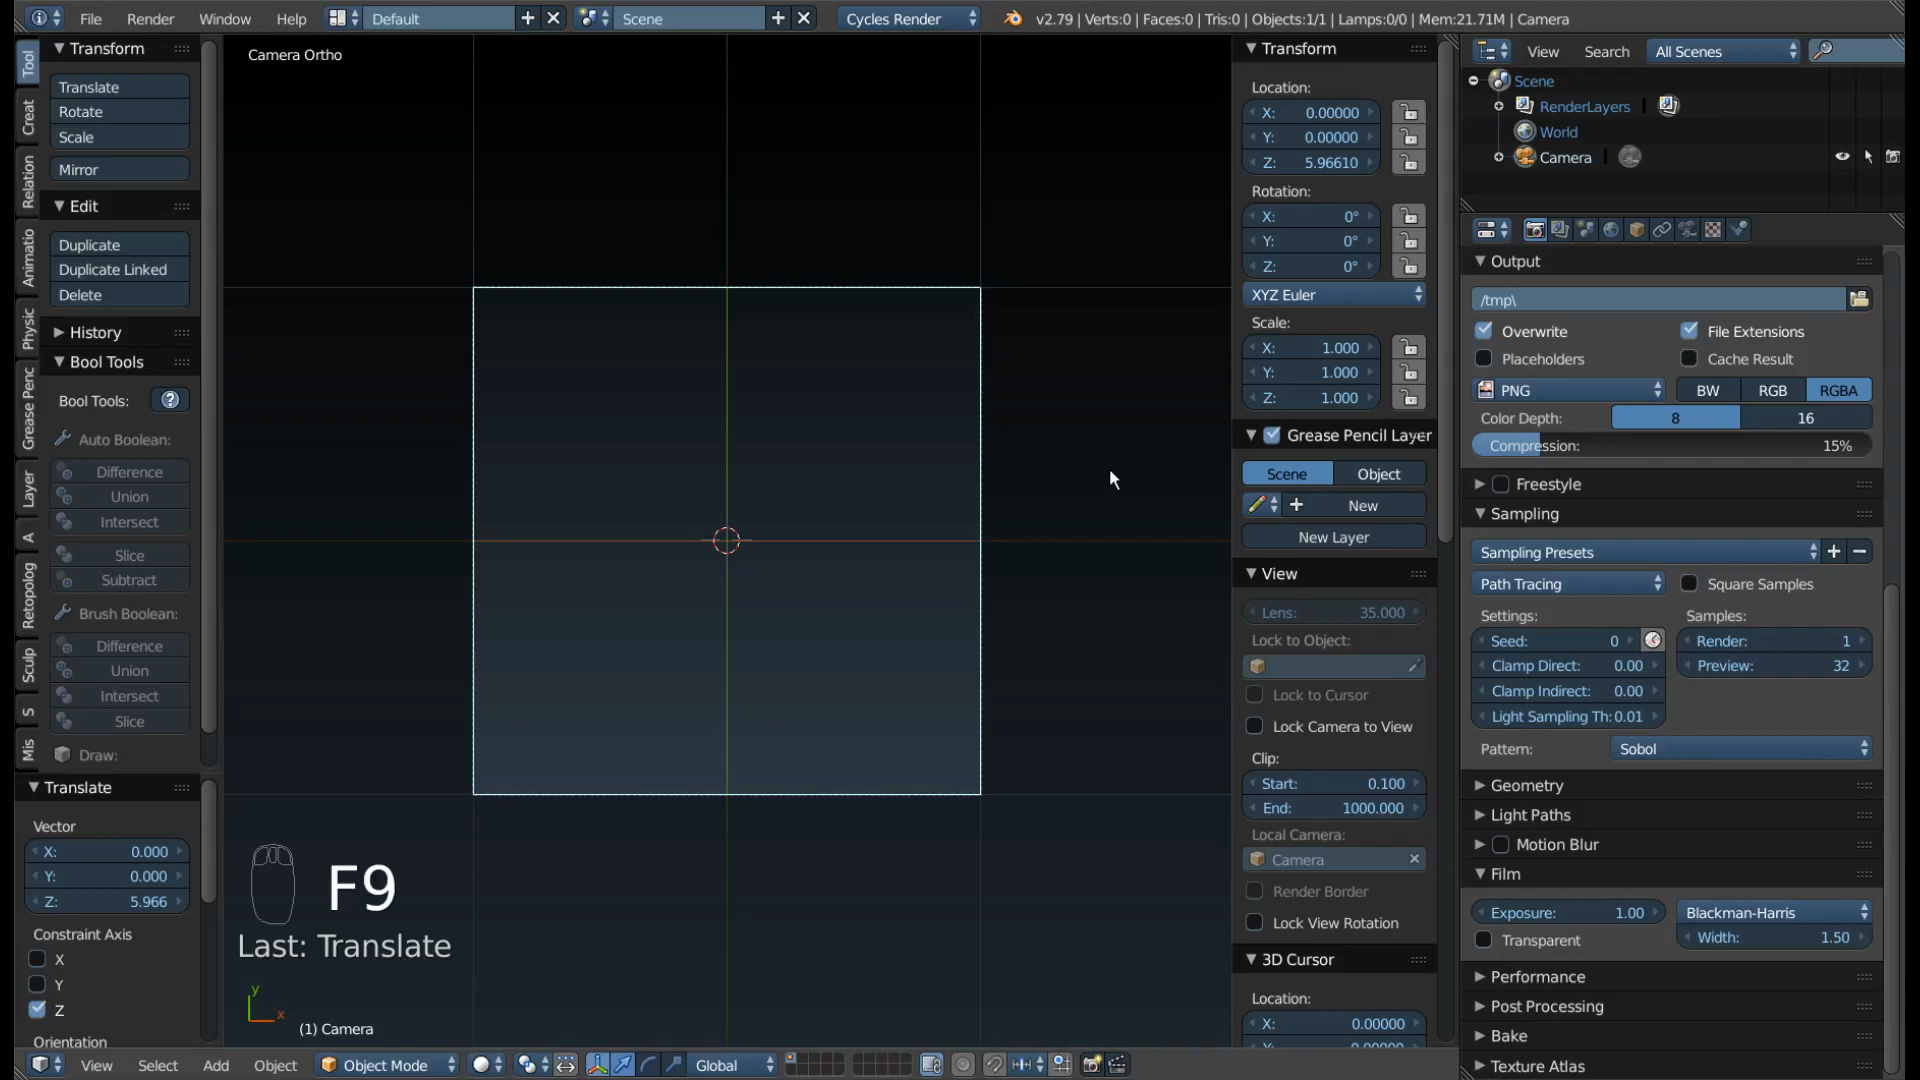 File Render Window Help Default Scene Cycles Render v2.79 | Verts:0 | Faces:0 | Tris:0 | Objects:1/1 | Lamps:0/0 | Mem:21.71M | Camera
Tool
Creat
Relation
Animatio
Physic
Grease Penc
Layer
A
Retopolog
Sculp
S
Mis
Transform
Translate
Rotate
Scale
Mirror
Edit
Duplicate
Duplicate Linked
Delete
History
Bool Tools
Bool Tools: ?
Auto Boolean:
Difference
Union
Intersect
Slice
Subtract
Brush Boolean:
Difference
Union
Intersect
Slice
Draw:
Translate
Vector
X: 0.000
Y: 0.000
Z: 5.966
Constraint Axis
X
Y
Z
Orientation
Camera Ortho
F9
Last: Translate
y
x
(1) Camera
View Select Add Object Object Mode Global
Transform
Location:
X: 0.00000
Y: 0.00000
Z: 5.96610
Rotation:
X: 0°
Y: 0°
Z: 0°
XYZ Euler
Scale:
X: 1.000
Y: 1.000
Z: 1.000
Grease Pencil Layer
Scene Object
New
New Layer
View
Lens: 35.000
Lock to Object:
Lock to Cursor
Lock Camera to View
Clip:
Start: 0.100
End: 1000.000
Local Camera:
Camera
Render Border
Lock View Rotation
3D Cursor
Location:
X: 0.00000
View Search All Scenes
Scene
RenderLayers
World
Camera
Output
/tmp\
Overwrite File Extensions
Placeholders Cache Result
PNG BW RGB RGBA
Color Depth: 8 16
Compression: 15%
Freestyle
Sampling
Sampling Presets
Path Tracing Square Samples
Settings: Samples:
Seed: 0 Render: 1
Clamp Direct: 0.00 Preview: 32
Clamp Indirect: 0.00
Light Sampling Th: 0.01
Pattern: Sobol
Geometry
Light Paths
Motion Blur
Film
Exposure: 1.00 Blackman-Harris
Transparent Width: 1.50
Performance
Post Processing
Bake
Texture Atlas